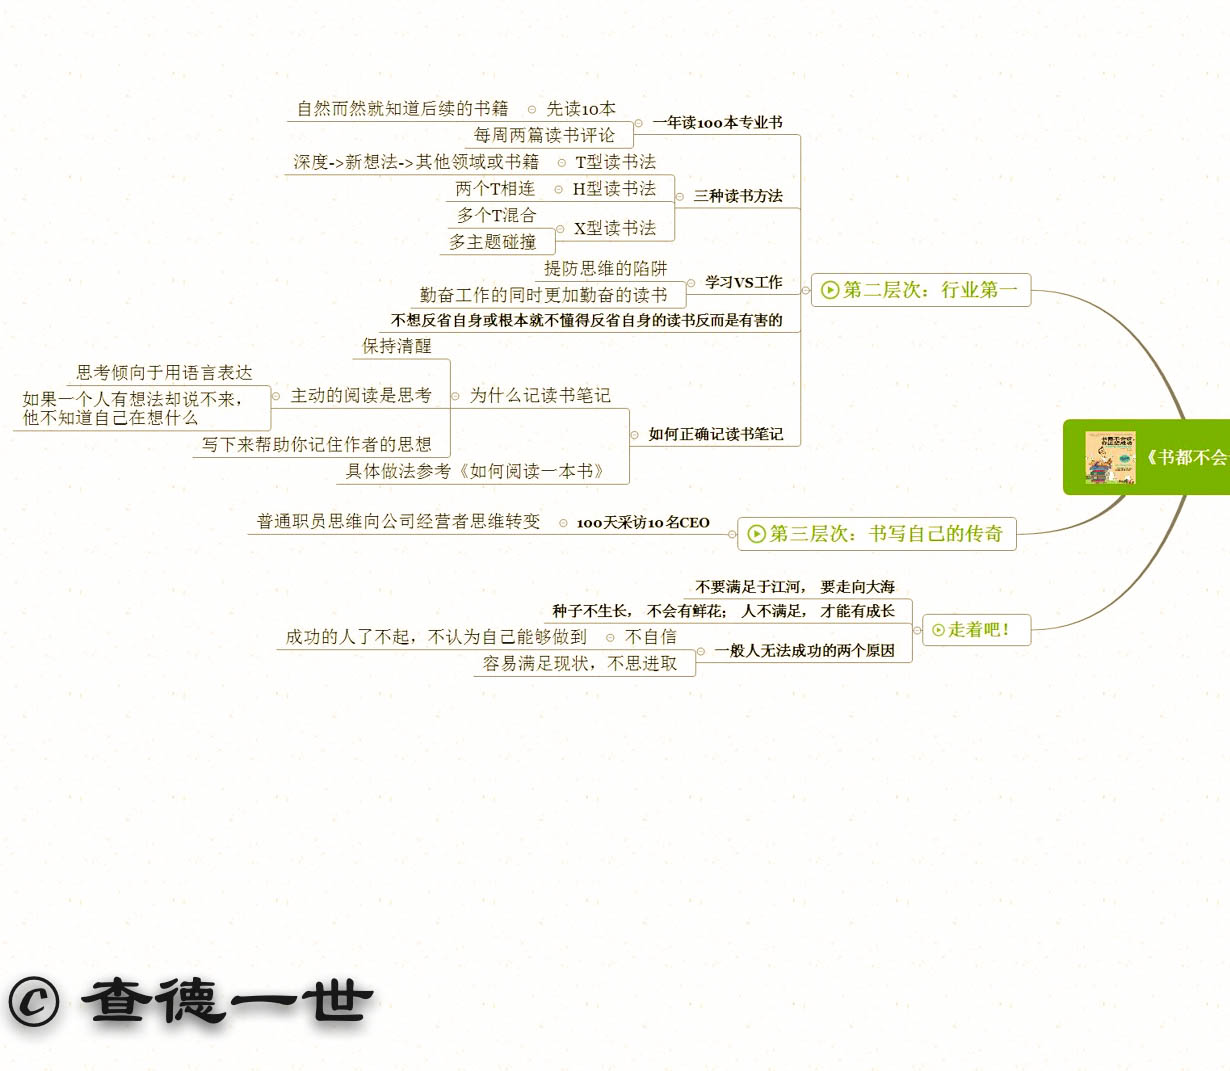 自然而然就知道后续的书籍
先读10本
一年读100本专业书
每周两篇读书评论
深度->新想法->其他领域或书籍
T型读书法
两个T相连
H型读书法
三种读书方法
多个T混合
X型读书法
多主题碰撞
提防思维的陷阱
学习VS工作
勤奋工作的同时更加勤奋的读书
第二层次：行业第一
不想反省自身或根本就不懂得反省自身的读书反而是有害的
保持清醒
思考倾向于用语言表达
主动的阅读是思考
为什么记读书笔记
如果一个人有想法却说不来，
他不知道自己在想什么
写下来帮助你记住作者的思想
如何正确记读书笔记
具体做法参考《如何阅读一本书》
《书都不会
普通职员思维向公司经营者思维转变
100天采访10名CEO
第三层次：书写自己的传奇
不要满足于江河， 要走向大海
种子不生长， 不会有鲜花； 人不满足， 才能有成长
走着吧！
成功的人了不起，不认为自己能够做到
不自信
一般人无法成功的两个原因
容易满足现状，不思进取
© 查德一世